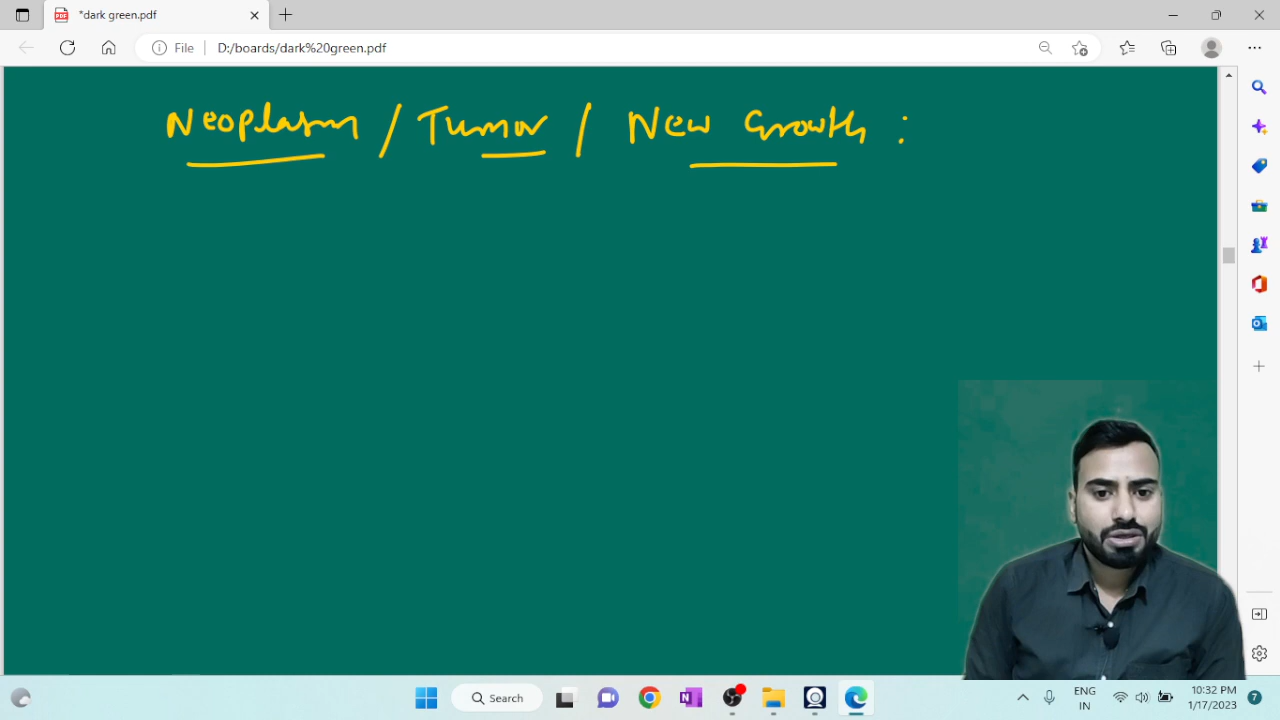 *dark green.pdf
File D:/boards/dark%20green.pdf
Neoplasm / Tumor / New Growth :
Search
ENG
IN
10:32 PM
1/17/2023
7